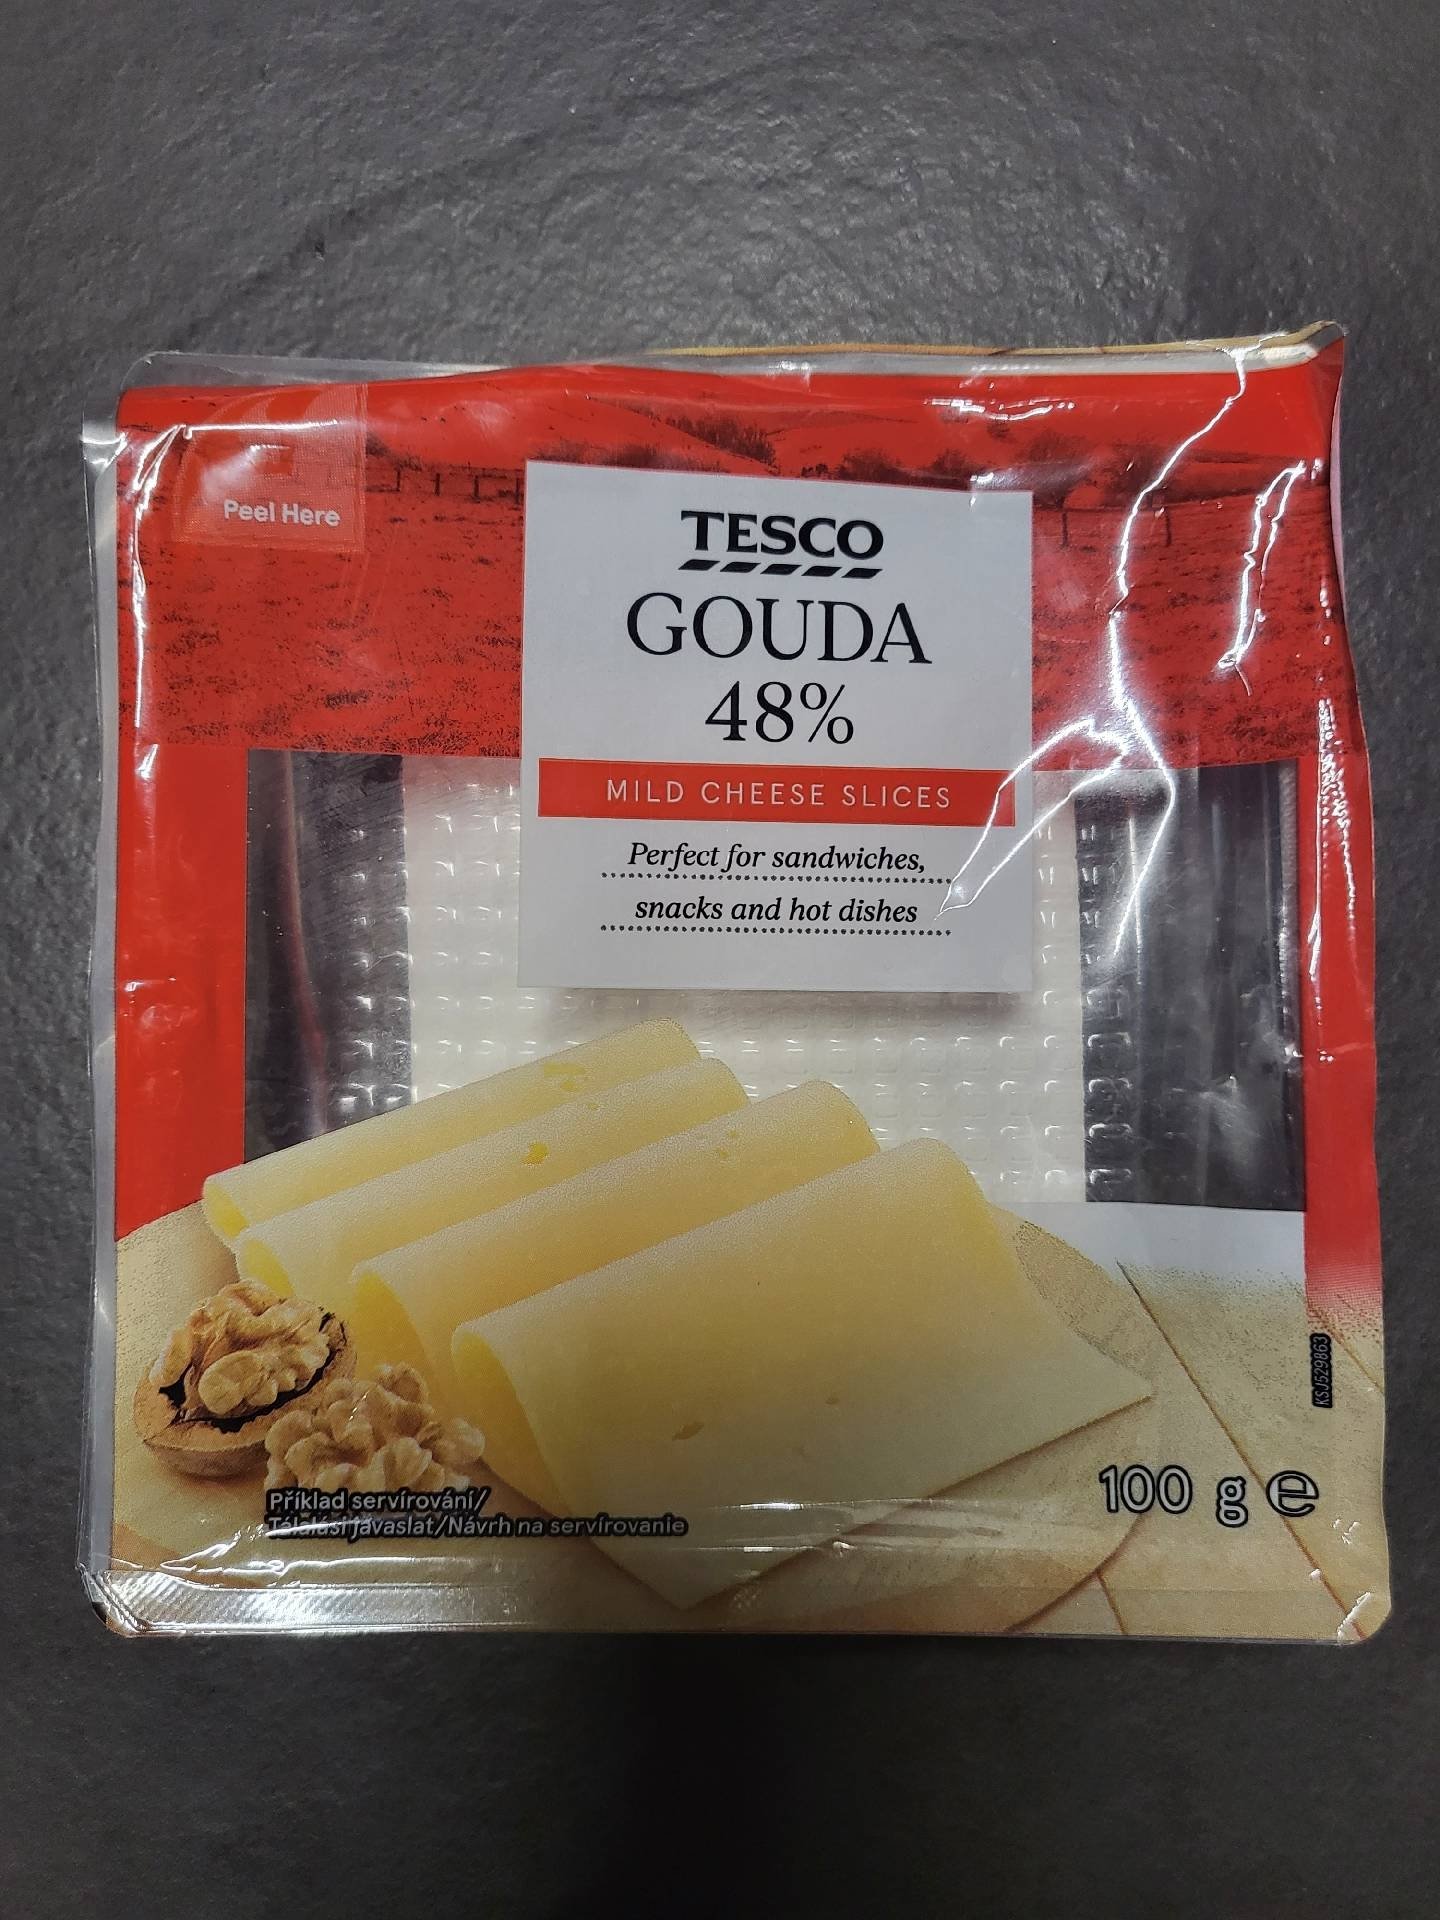 Peel Here
TESCO
GOUDA
48%
MILD CHEESE SLICES
Perfect for sandwiches,
snacks and hot dishes
KSJ529863
100 g e
Příklad servírování/
Tálalási javaslat/Návrh na servírovanie